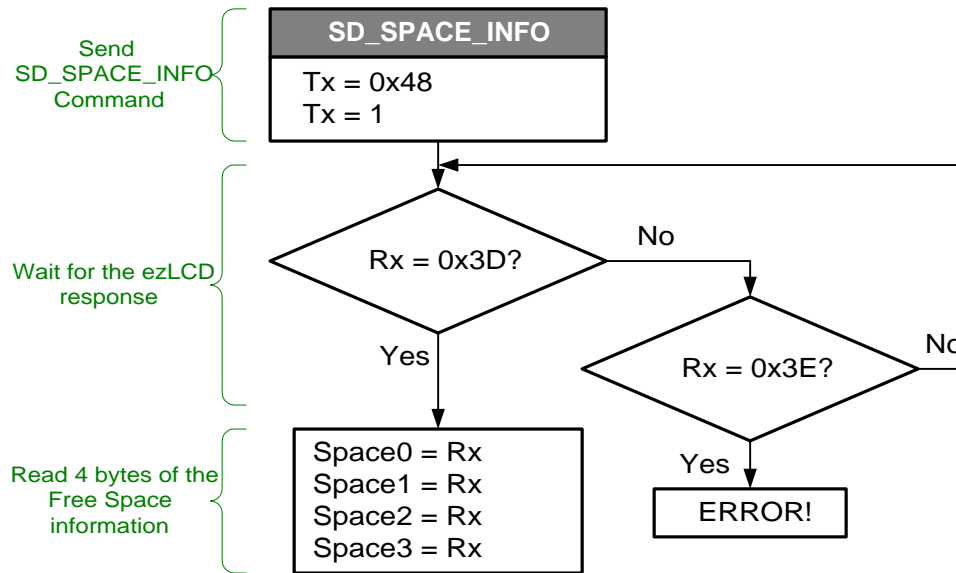 SD_SPACE_INFO
Send
SD_SPACE_INFO
Command
Tx = 0x48
Tx = 1
Wait for the ezLCD
response
Rx = 0x3D?
No
Yes
Rx = 0x3E?
No
Yes
ERROR!
Read 4 bytes of the
Free Space
information
Space0 = Rx
Space1 = Rx
Space2 = Rx
Space3 = Rx